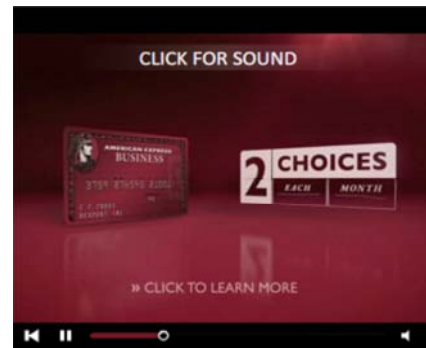 CLICK FOR SOUND
AMERICAN EXPRESS
BUSINESS
2 CHOICES
EACH MONTH
» CLICK TO LEARN MORE